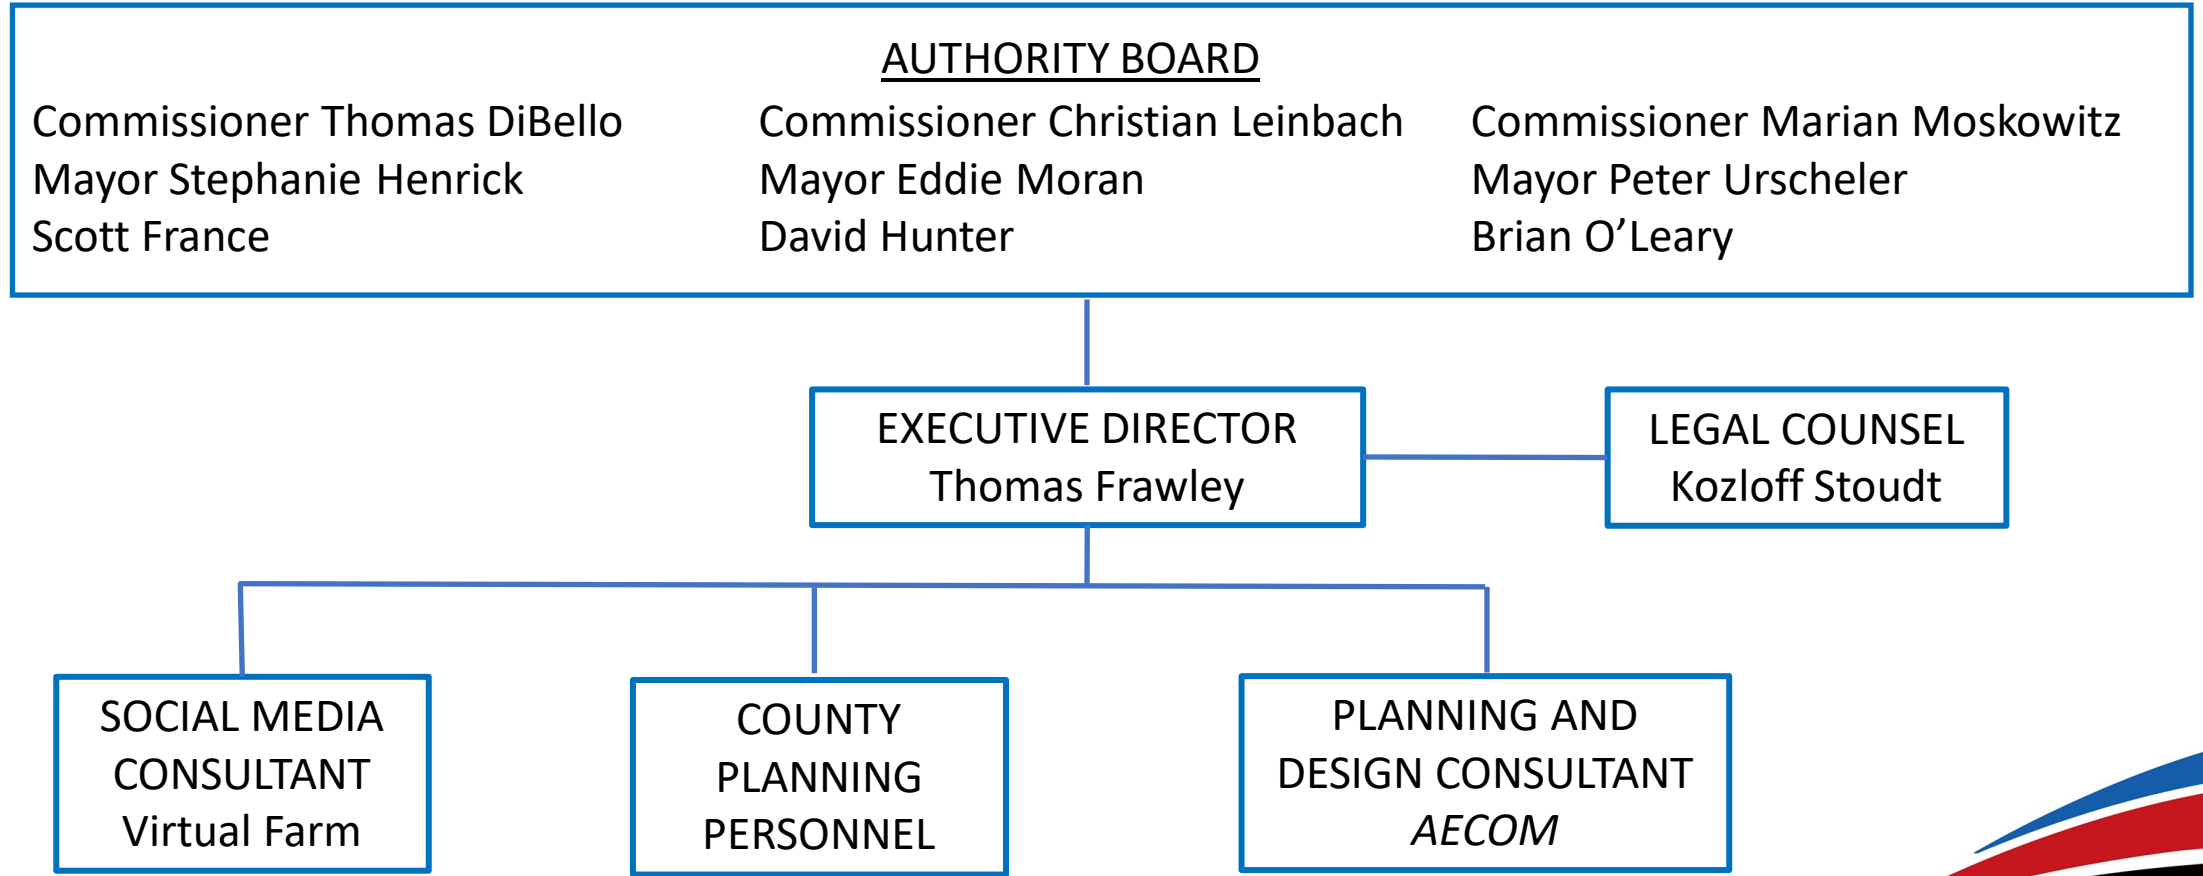 AUTHORITY BOARD
Commissioner Thomas DiBello
Mayor Stephanie Henrick
Scott France
Commissioner Christian Leinbach
Mayor Eddie Moran
David Hunter
Commissioner Marian Moskowitz
Mayor Peter Urscheler
Brian O’Leary
EXECUTIVE DIRECTOR
Thomas Frawley
LEGAL COUNSEL
Kozloff Stoudt
SOCIAL MEDIA
CONSULTANT
Virtual Farm
COUNTY
PLANNING
PERSONNEL
PLANNING AND
DESIGN CONSULTANT
AECOM